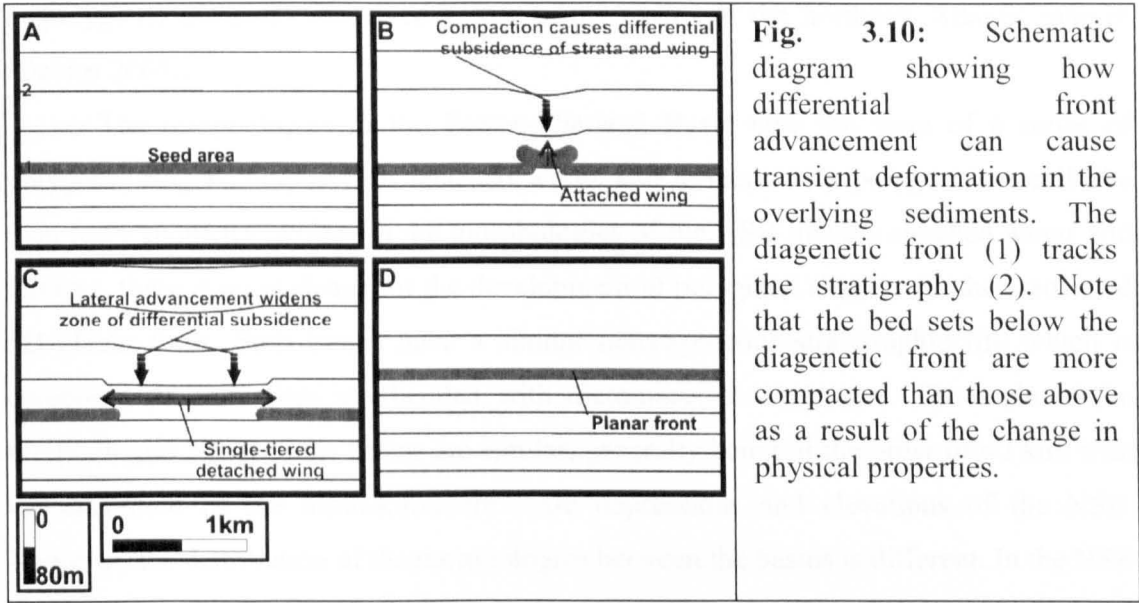 A
2
1
Seed area
B
Compaction causes differential
subsidence of strata and wing
Attached wing
C
Lateral advancement widens
zone of differential subsidence
Single-tiered
detached wing
D
Planar front
0
80m
0 1km
Fig. 3.10: Schematic
diagram showing how
differential front
advancement can cause
transient deformation in the
overlying sediments. The
diagenetic front (1) tracks
the stratigraphy (2). Note
that the bed sets below the
diagenetic front are more
compacted than those above
as a result of the change in
physical properties.